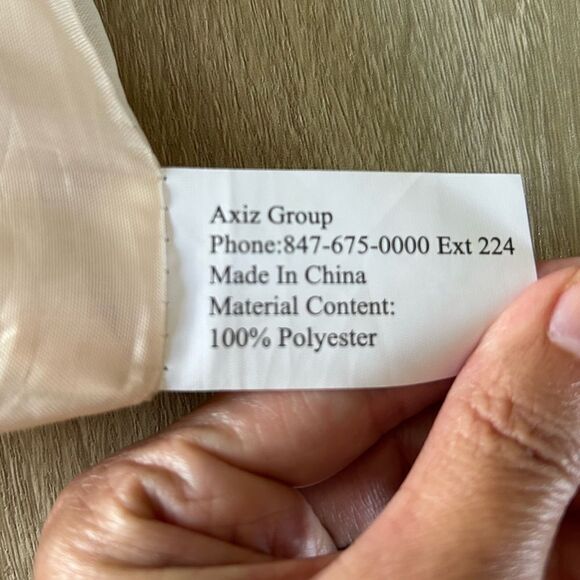 Axiz Group
Phone:847-675-0000 Ext 224
Made In China
Material Content:
100% Polyester